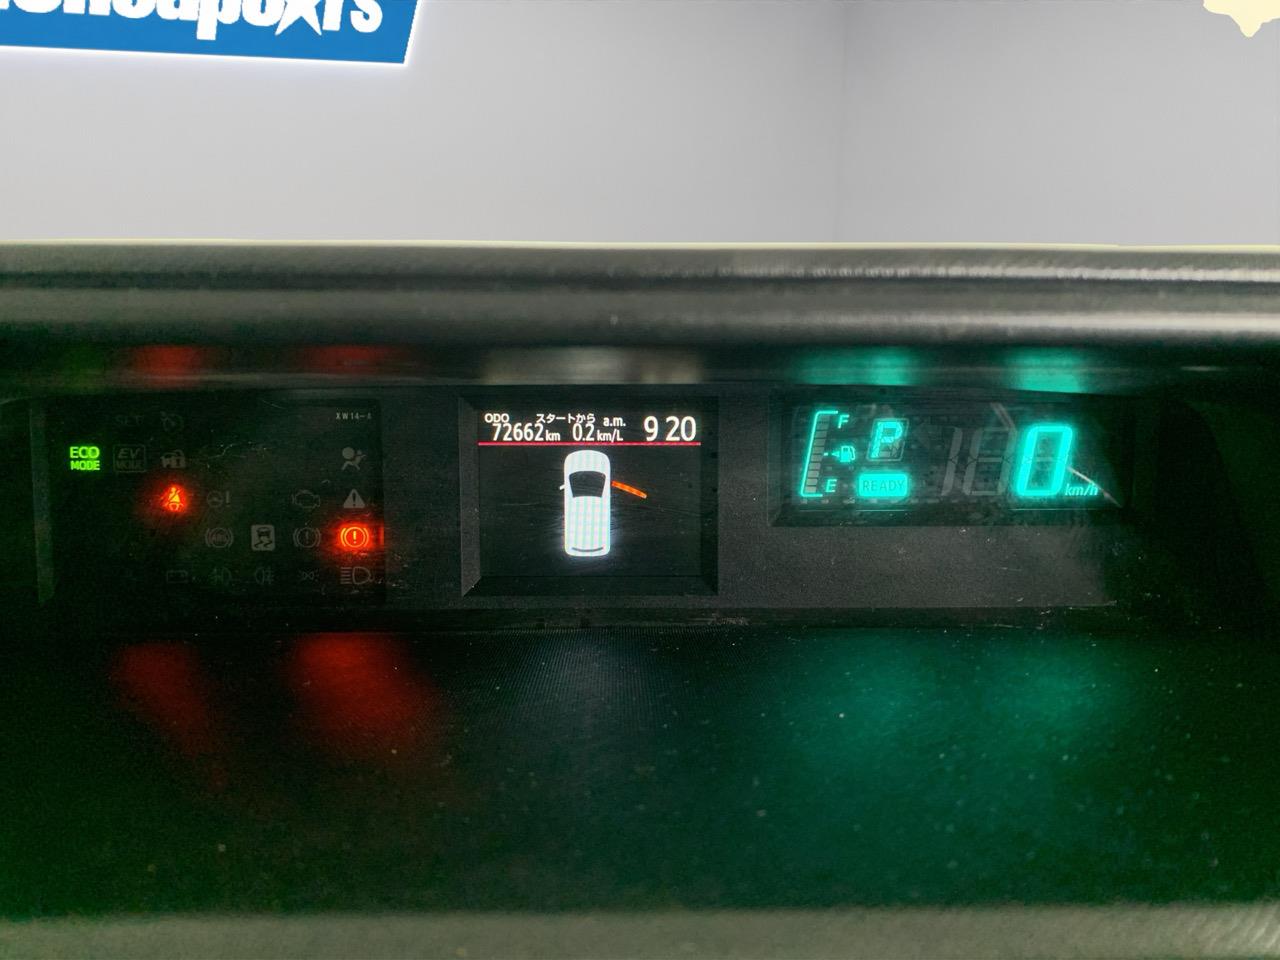 XW14-A
ECO
MODE
EV
MODE
ABS
ODO
スタートから
a.m.
72662km
0.2km/L
9 20
F
E
P
READY
0
km/h